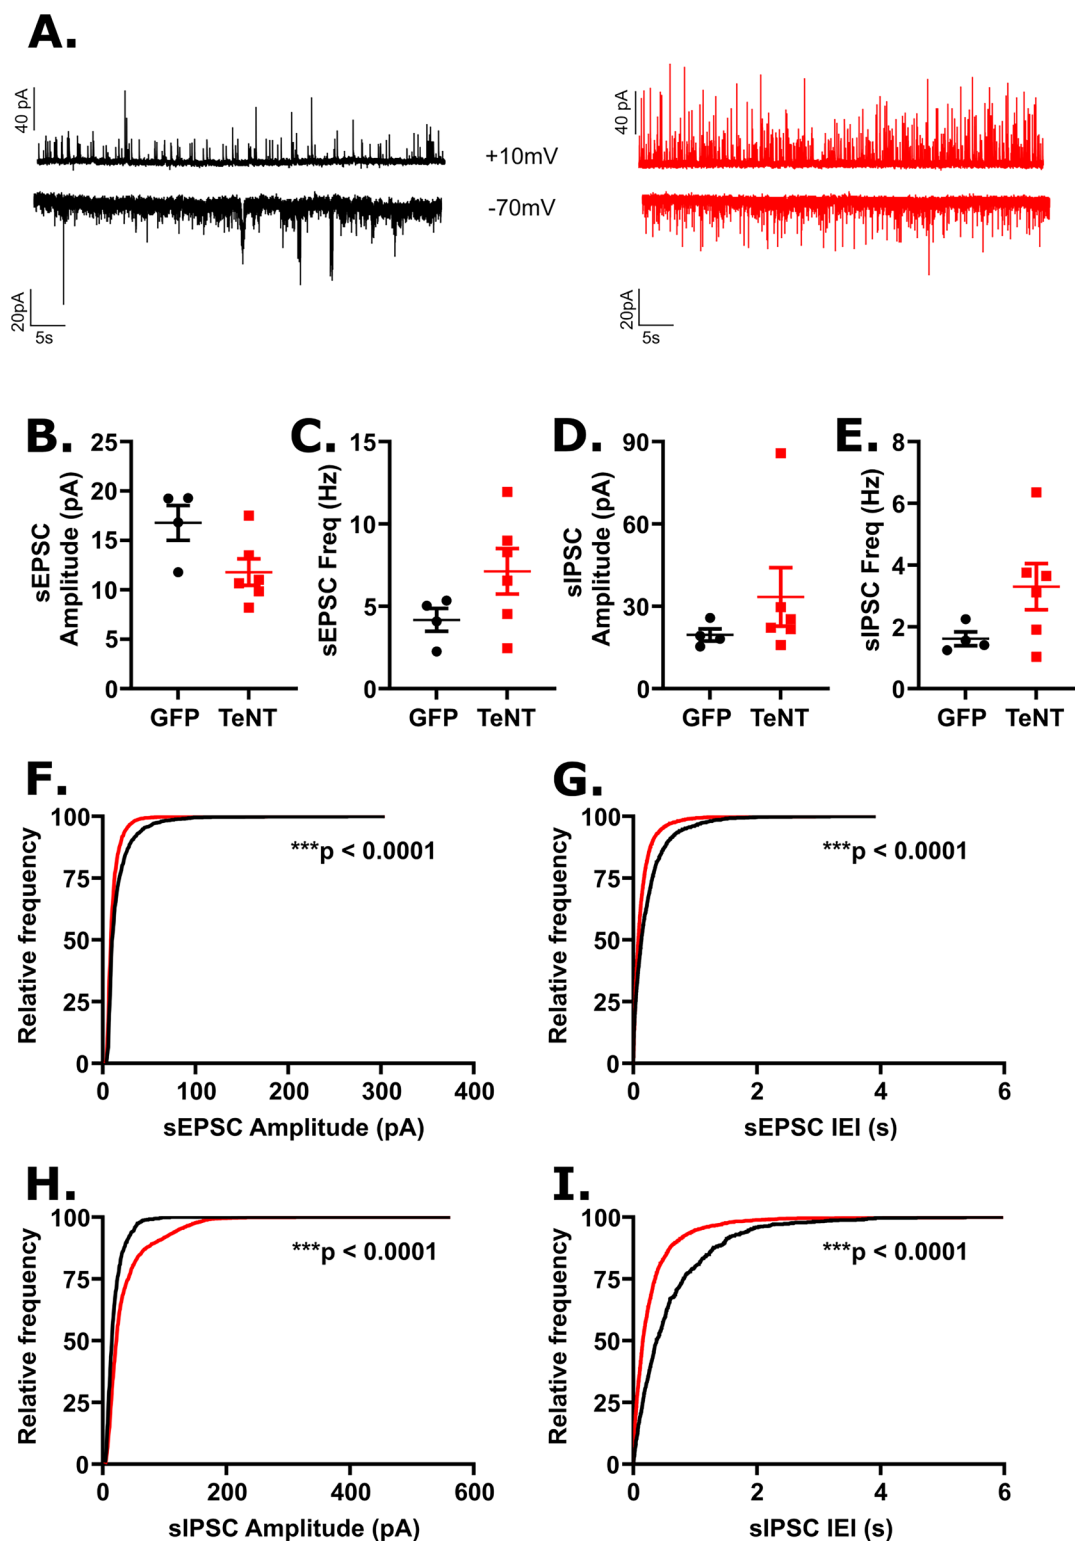 A.
40 pA
+10mV
-70mV
20pA
5s
40 pA
20pA
5s
B.
25
20
15
10
5
0
sEPSC
Amplitude (pA)
GFP TeNT
C.
15
10
5
0
sEPSC Freq (Hz)
GFP TeNT
D.
90
60
30
0
sIPSC
Amplitude (pA)
GFP TeNT
E.
8
6
4
2
0
sIPSC Freq (Hz)
GFP TeNT
F.
100
75
50
25
0
Relative frequency
***p < 0.0001
0 100 200 300 400
sEPSC Amplitude (pA)
G.
100
75
50
25
0
Relative frequency
***p < 0.0001
0 2 4 6
sEPSC IEI (s)
H.
100
75
50
25
0
Relative frequency
***p < 0.0001
0 200 400 600
sIPSC Amplitude (pA)
I.
100
75
50
25
0
Relative frequency
***p < 0.0001
0 2 4 6
sIPSC IEI (s)